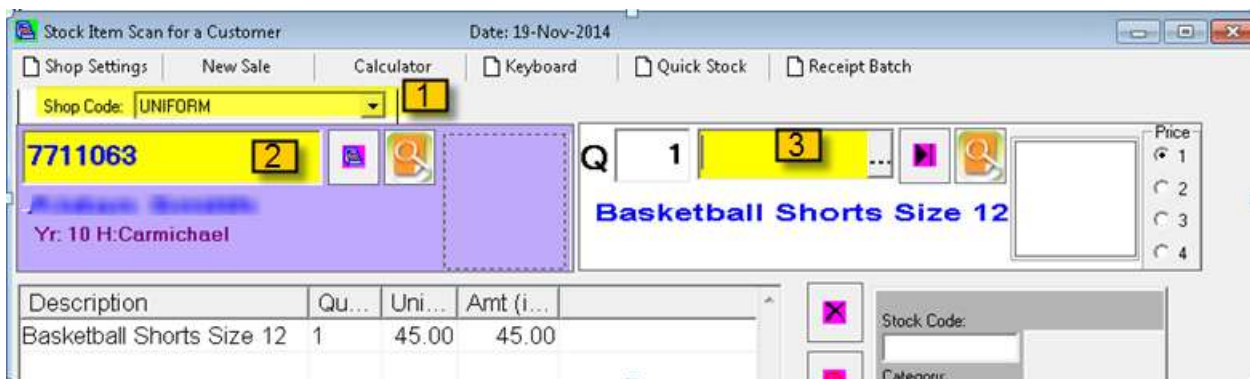 Stock Item Scan for a Customer Date: 19-Nov-2014
Shop Settings New Sale Calculator Keyboard Quick Stock Receipt Batch
Shop Code: UNIFORM 1
7711063 2 Q 1 3 ... Price
1
2
Basketball Shorts Size 12
3
Yr: 10 H:Carmichael
4
Description Qu... Uni... Amt (i...
Basketball Shorts Size 12 1 45.00 45.00
Stock Code:
Category: